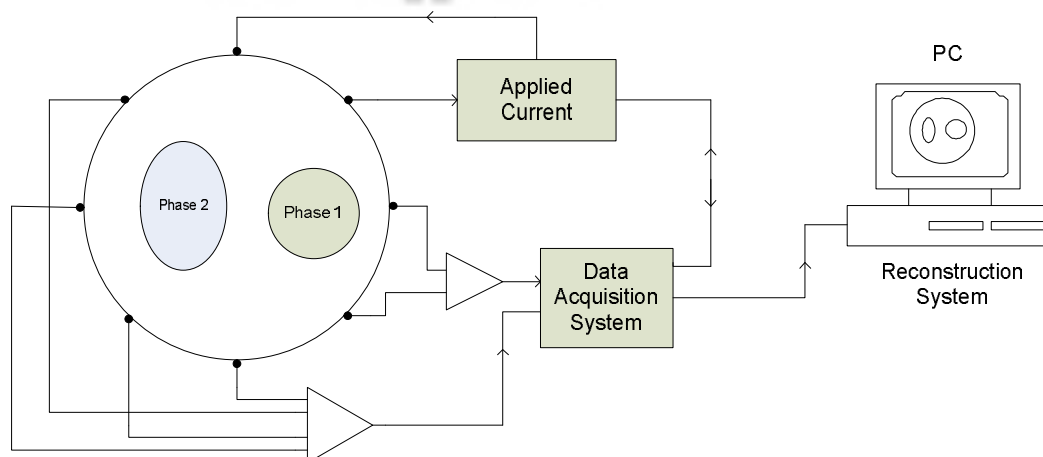 PC
Applied
Current
Phase 2
Phase 1
Data
Acquisition
System
Reconstruction
System